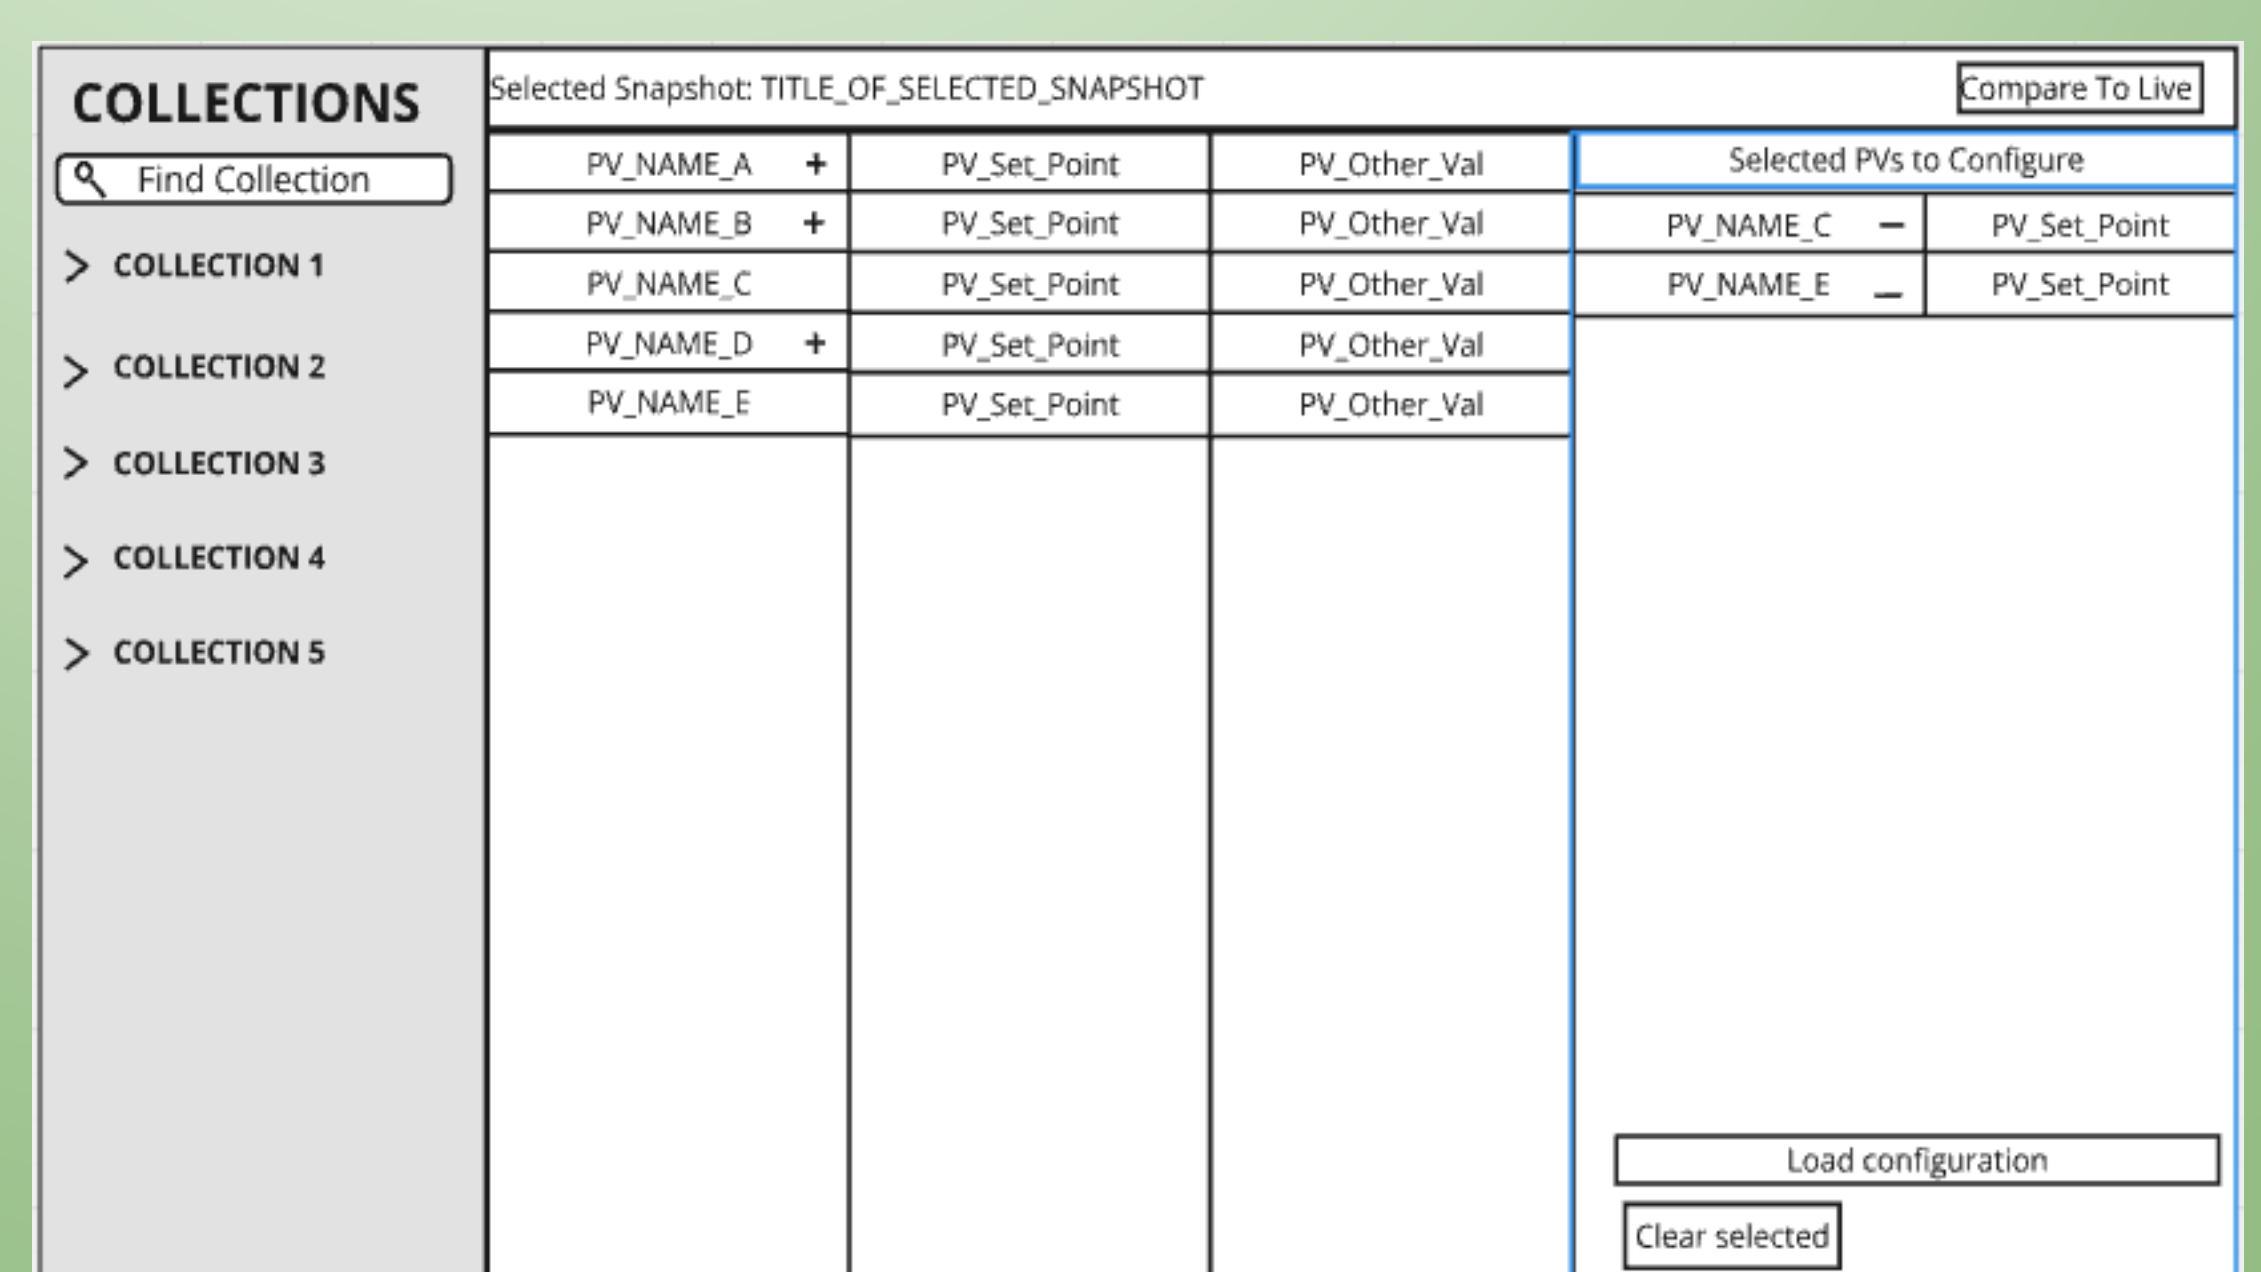 COLLECTIONS
Find Collection
COLLECTION 1
COLLECTION 2
COLLECTION 3
COLLECTION 4
COLLECTION 5
Selected Snapshot: TITLE_OF_SELECTED_SNAPSHOT
Compare To Live
PV_NAME_A + PV_Set_Point PV_Other_Val
PV_NAME_B + PV_Set_Point PV_Other_Val
PV_NAME_C PV_Set_Point PV_Other_Val
PV_NAME_D + PV_Set_Point PV_Other_Val
PV_NAME_E PV_Set_Point PV_Other_Val
Selected PVs to Configure
PV_NAME_C − PV_Set_Point
PV_NAME_E − PV_Set_Point
Load configuration
Clear selected